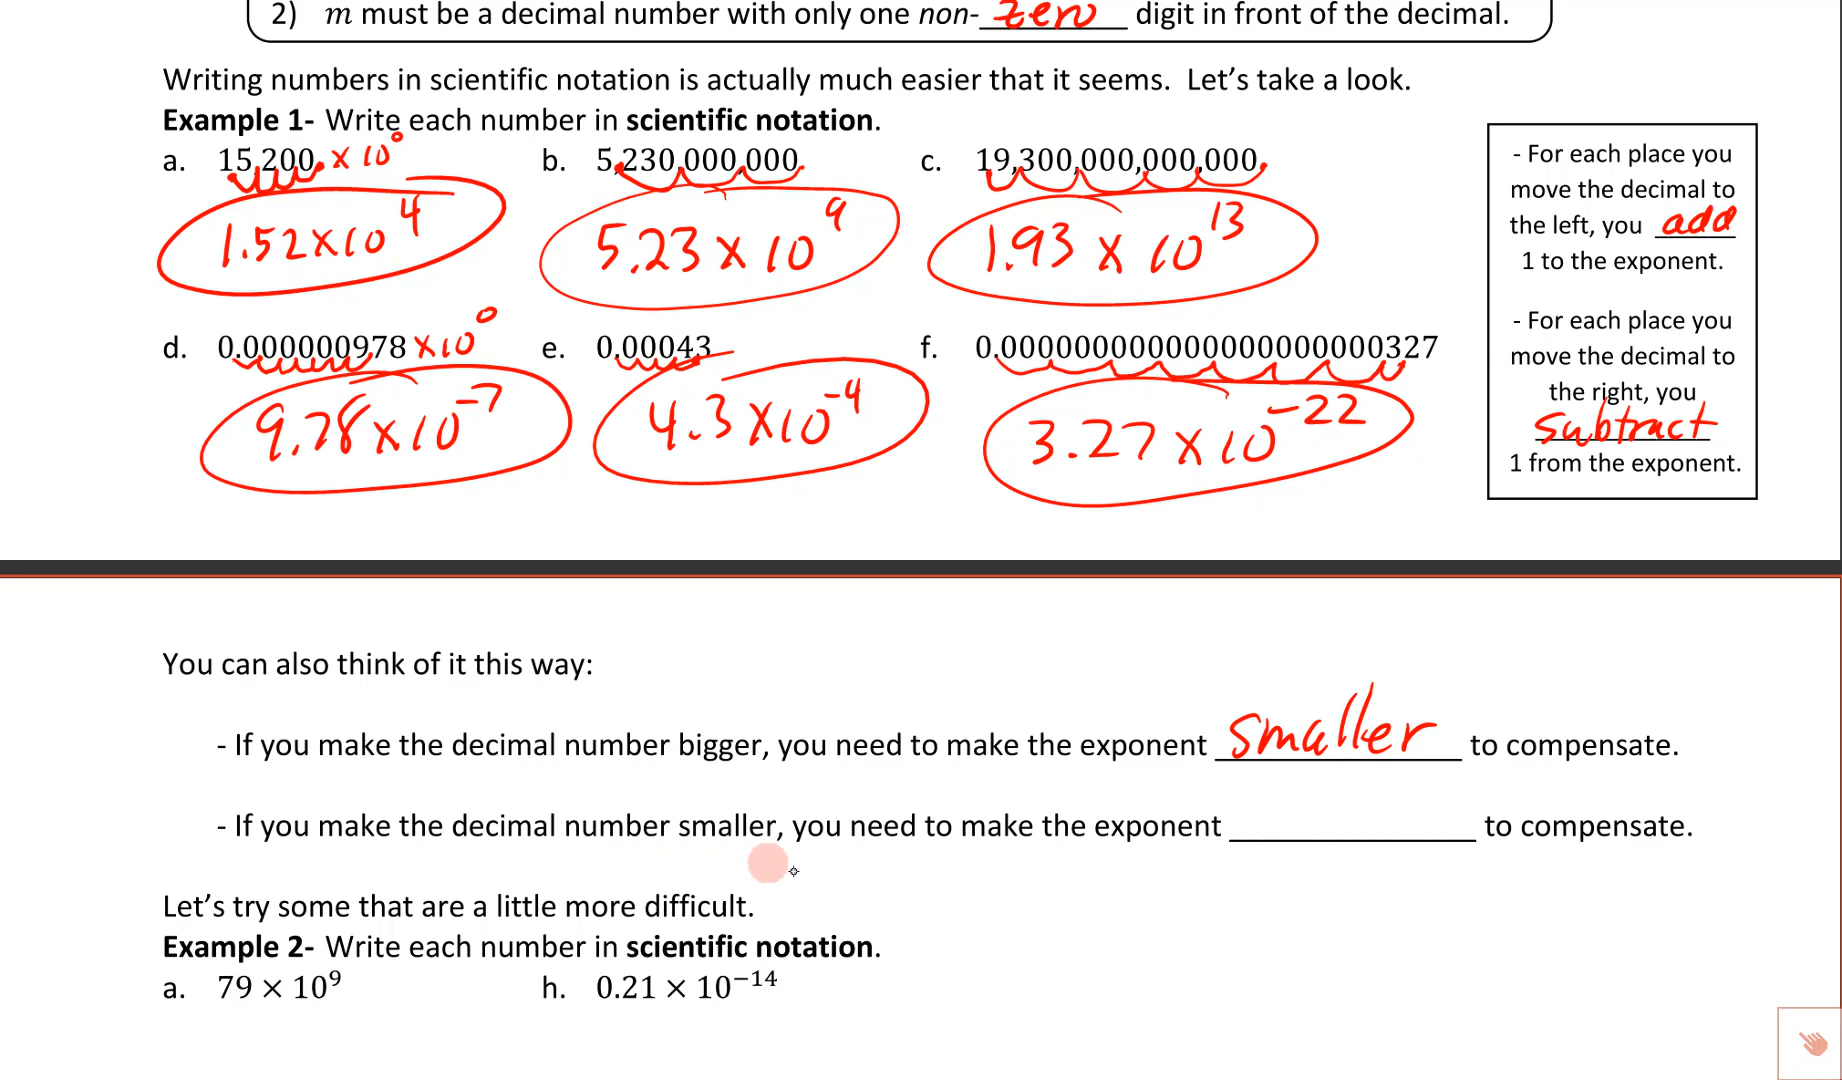 2) m must be a decimal number with only one non-zero digit in front of the decimal.
Writing numbers in scientific notation is actually much easier that it seems. Let's take a look.
Example 1- Write each number in scientific notation.
a. 15,200. × 10⁰ b. 5,230,000,000. c. 19,300,000,000,000.
1.52 × 10⁴ 5.23 × 10⁹ 1.93 × 10¹³
d. 0.000000978 × 10⁰ e. 0.00043 f. 0.000000000000000000000327
9.78 × 10⁻⁷ 4.3 × 10⁻⁴ 3.27 × 10⁻²²
- For each place you
move the decimal to
the left, you add
1 to the exponent.
- For each place you
move the decimal to
the right, you
subtract
1 from the exponent.
You can also think of it this way:
- If you make the decimal number bigger, you need to make the exponent smaller to compensate.
- If you make the decimal number smaller, you need to make the exponent ________ to compensate.
Let's try some that are a little more difficult.
Example 2- Write each number in scientific notation.
a. 79 × 10⁹ h. 0.21 × 10⁻¹⁴